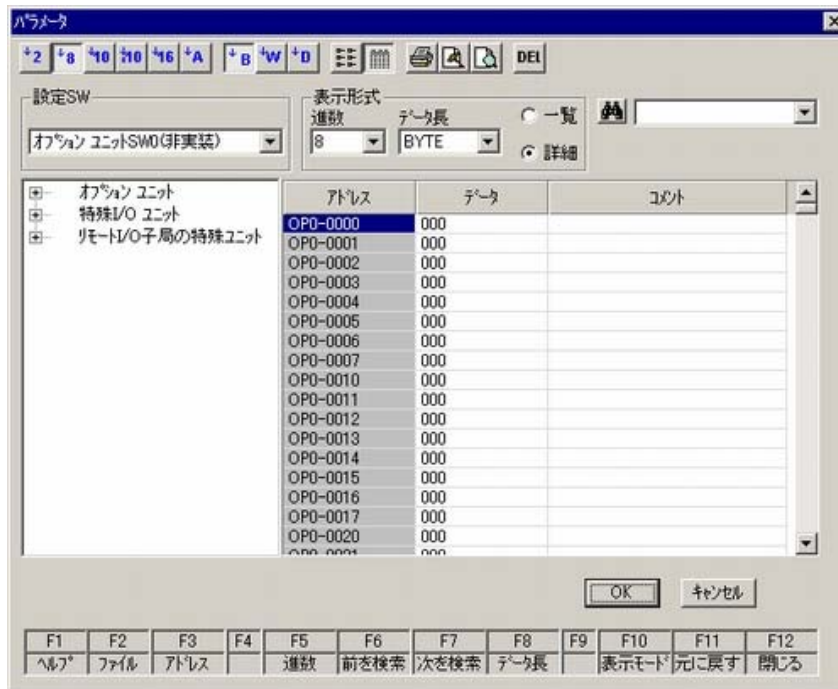 パラメータ
2 8 10 ±10 16 A B W D DEL
設定SW
オプション ユニットSW0(非実装)
表示形式
進数 データ長
8 BYTE
一覧
詳細
オプション ユニット
特殊I/O ユニット
リモートI/O子局の特殊ユニット
アドレス データ コメント
OP0-0000 000
OP0-0001 000
OP0-0002 000
OP0-0003 000
OP0-0004 000
OP0-0005 000
OP0-0006 000
OP0-0007 000
OP0-0010 000
OP0-0011 000
OP0-0012 000
OP0-0013 000
OP0-0014 000
OP0-0015 000
OP0-0016 000
OP0-0017 000
OP0-0020 000
OP0-0021 000
OK キャンセル
F1 F2 F3 F4 F5 F6 F7 F8 F9 F10 F11 F12
ヘルプ ファイル アドレス 進数 前を検索 次を検索 データ長 表示モード 元に戻す 閉じる